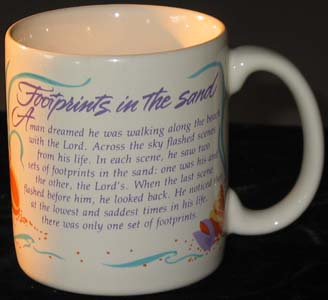 Footprints in the sand
A man dreamed he was walking along the beach
with the Lord. Across the sky flashed scenes
from his life. In each scene, he saw two
sets of footprints in the sand: one was his and
the other, the Lord's. When the last scene
flashed before him, he looked back. He noticed
at the lowest and saddest times in his life,
there was only one set of footprints.